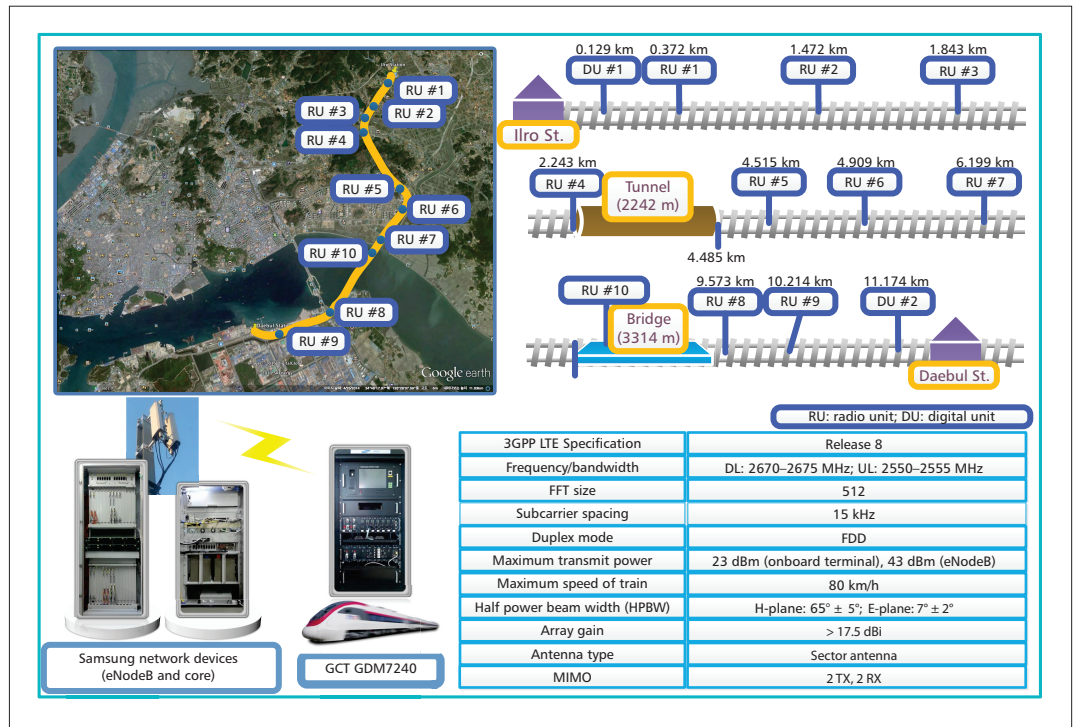 RU #1
RU #3
RU #2
RU #4
RU #5
RU #6
RU #7
RU #10
RU #8
RU #9
Google earth
0.129 km
0.372 km
1.472 km
1.843 km
DU #1
RU #1
RU #2
RU #3
Ilro St.
2.243 km
4.515 km
4.909 km
6.199 km
RU #4
Tunnel
(2242 m)
RU #5
RU #6
RU #7
4.485 km
RU #10
9.573 km
10.214 km
11.174 km
RU #8
RU #9
DU #2
Bridge
(3314 m)
Daebul St.
RU: radio unit; DU: digital unit
3GPP LTE Specification Release 8
Frequency/bandwidth DL: 2670–2675 MHz; UL: 2550–2555 MHz
FFT size 512
Subcarrier spacing 15 kHz
Duplex mode FDD
Maximum transmit power 23 dBm (onboard terminal), 43 dBm (eNodeB)
Maximum speed of train 80 km/h
Half power beam width (HPBW) H-plane: 65° ± 5°; E-plane: 7° ± 2°
Array gain > 17.5 dBi
Antenna type Sector antenna
MIMO 2 TX, 2 RX
Samsung network devices
(eNodeB and core)
GCT GDM7240